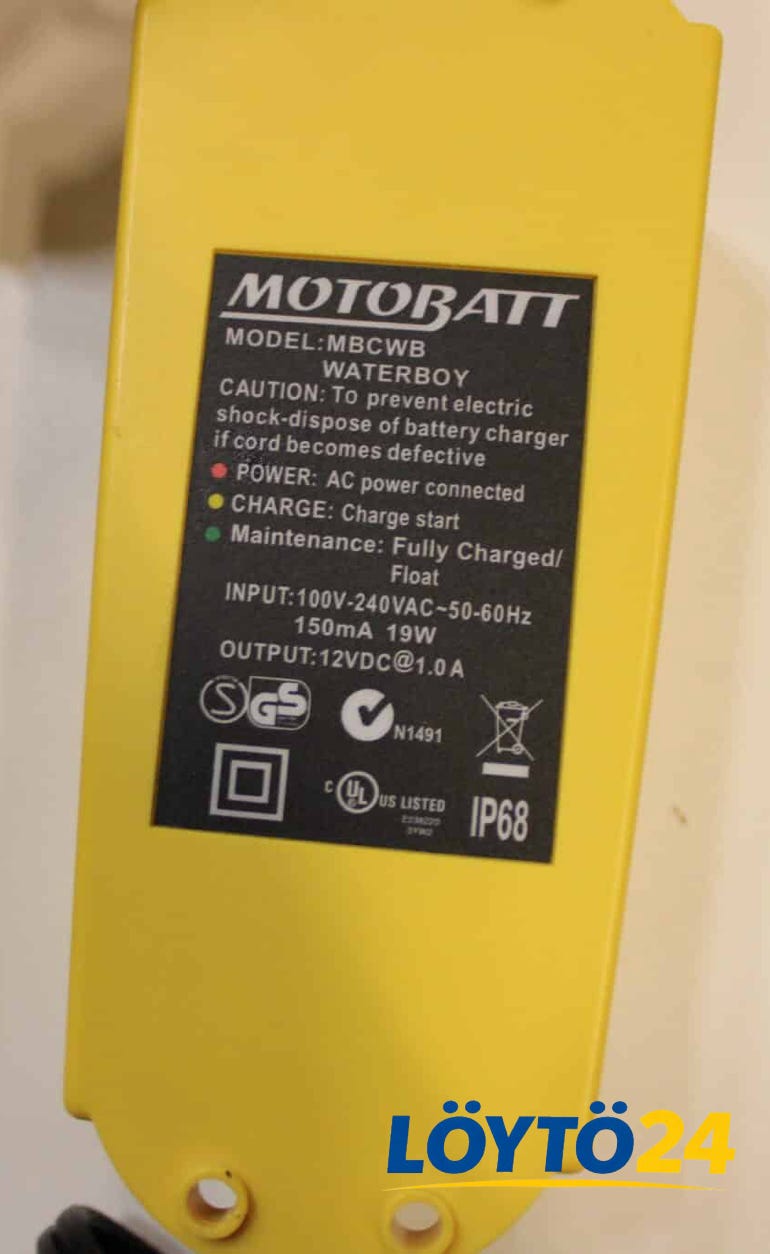 MOTOBATT
MODEL:MBCWB
WATERBOY
CAUTION: To prevent electric
shock-dispose of battery charger
if cord becomes defective
POWER: AC power connected
CHARGE: Charge start
Maintenance: Fully Charged/
Float
INPUT:100V-240VAC~50-60Hz
150mA 19W
OUTPUT:12VDC@1.0A
S GS
N1491
C UL US LISTED
IP68
LÖYTÖ24